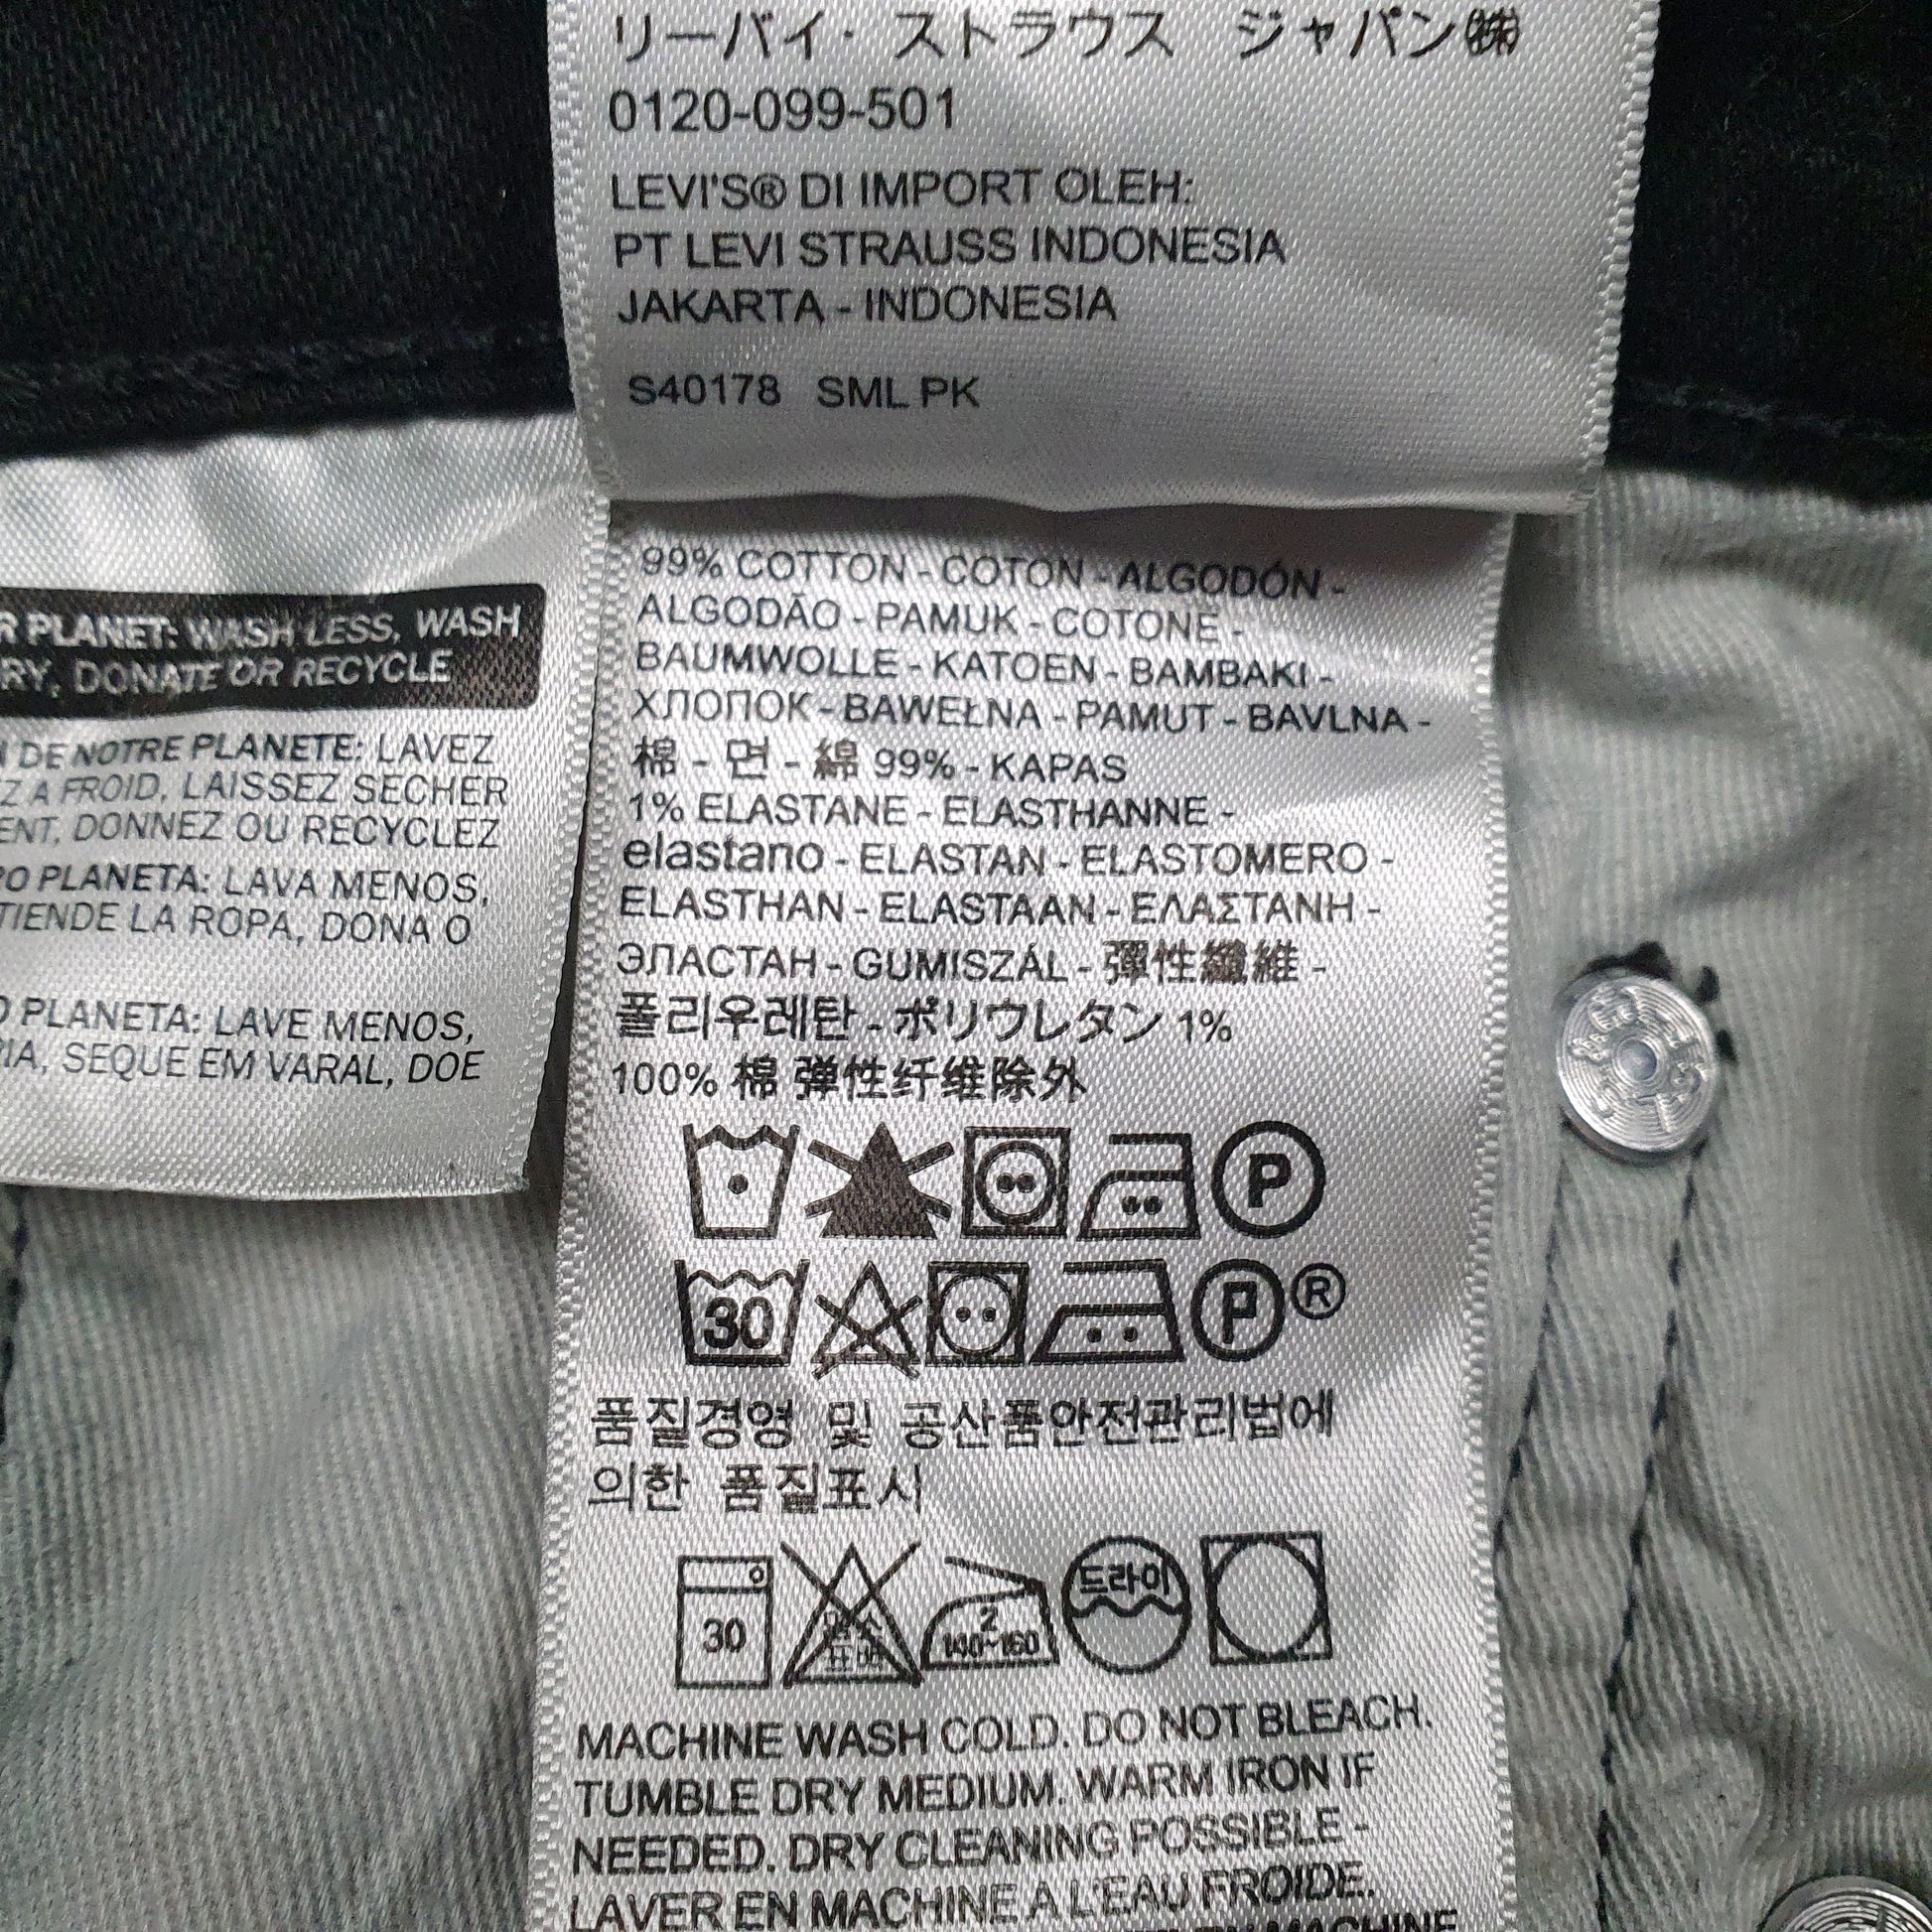 リーバイ・ストラウス ジャパン㈱
0120-099-501
LEVI'S® DI IMPORT OLEH:
PT LEVI STRAUSS INDONESIA
JAKARTA - INDONESIA
S40178 SML PK
PLANET: WASH LESS, WASH
DONATE OR RECYCLE
DE NOTRE PLANETE: LAVEZ
A FROID, LAISSEZ SECHER
DONNEZ OU RECYCLEZ
PLANETA: LAVA MENOS,
TIENDE LA ROPA, DONA O
PLANETA: LAVE MENOS,
SEQUE EM VARAL, DOE
99% COTTON - COTON - ALGODÓN -
ALGODÃO - PAMUK - COTONE -
BAUMWOLLE - KATOEN - BAMBAKI -
ХЛОПОК - BAWEŁNA - PAMUT - BAVLNA -
棉 - 면 - 綿 99% - KAPAS
1% ELASTANE - ELASTHANNE -
elastano - ELASTAN - ELASTOMERO -
ELASTHAN - ELASTAAN - ΕΛΑΣΤΑΝΗ -
ЭЛАСТАН - GUMISZÁL - 彈性纖維 -
폴리우레탄 - ポリウレタン 1%
100% 棉 弹性纤维除外
P
30 P ®
품질경영 및 공산품안전관리법에
의한 품질표시
30 2 140~160 드라이
MACHINE WASH COLD. DO NOT BLEACH.
TUMBLE DRY MEDIUM. WARM IRON IF
NEEDED. DRY CLEANING POSSIBLE -
LAVER EN MACHINE A L'EAU FROIDE.
MACHINE